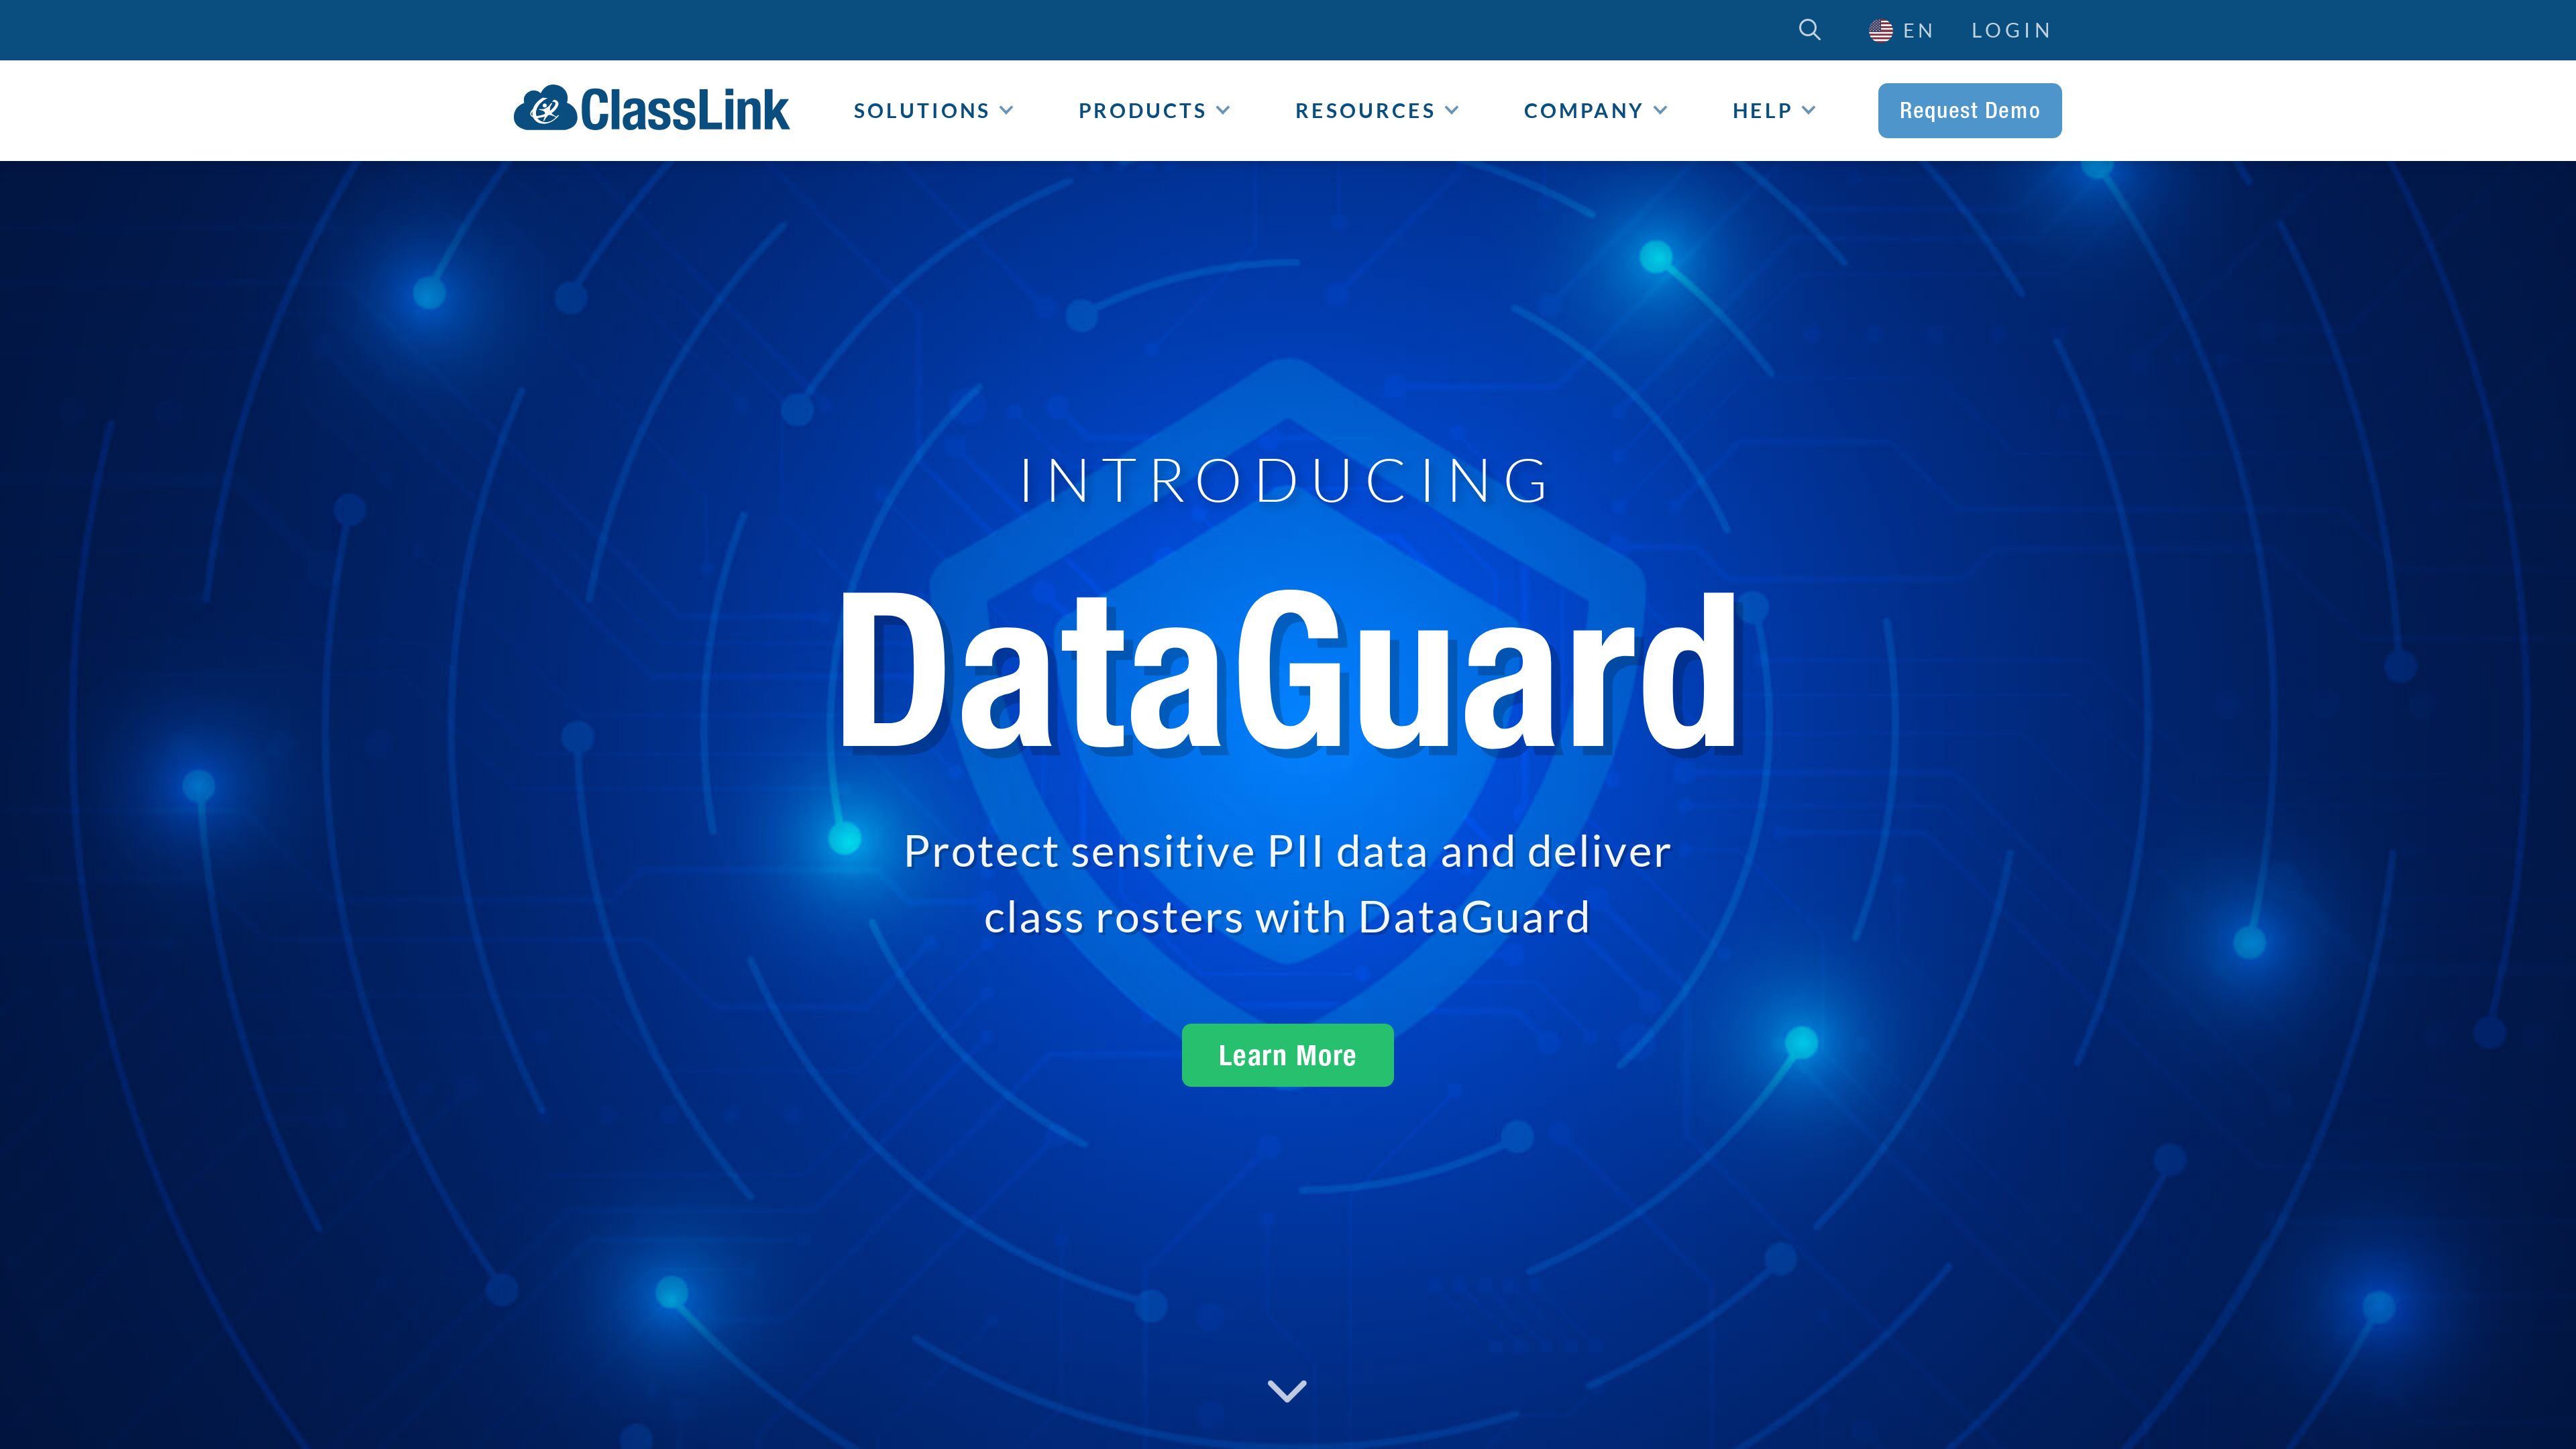 EN LOGIN
ClassLink SOLUTIONS PRODUCTS RESOURCES COMPANY HELP Request Demo
INTRODUCING
DataGuard
Protect sensitive PII data and deliver
class rosters with DataGuard
Learn More